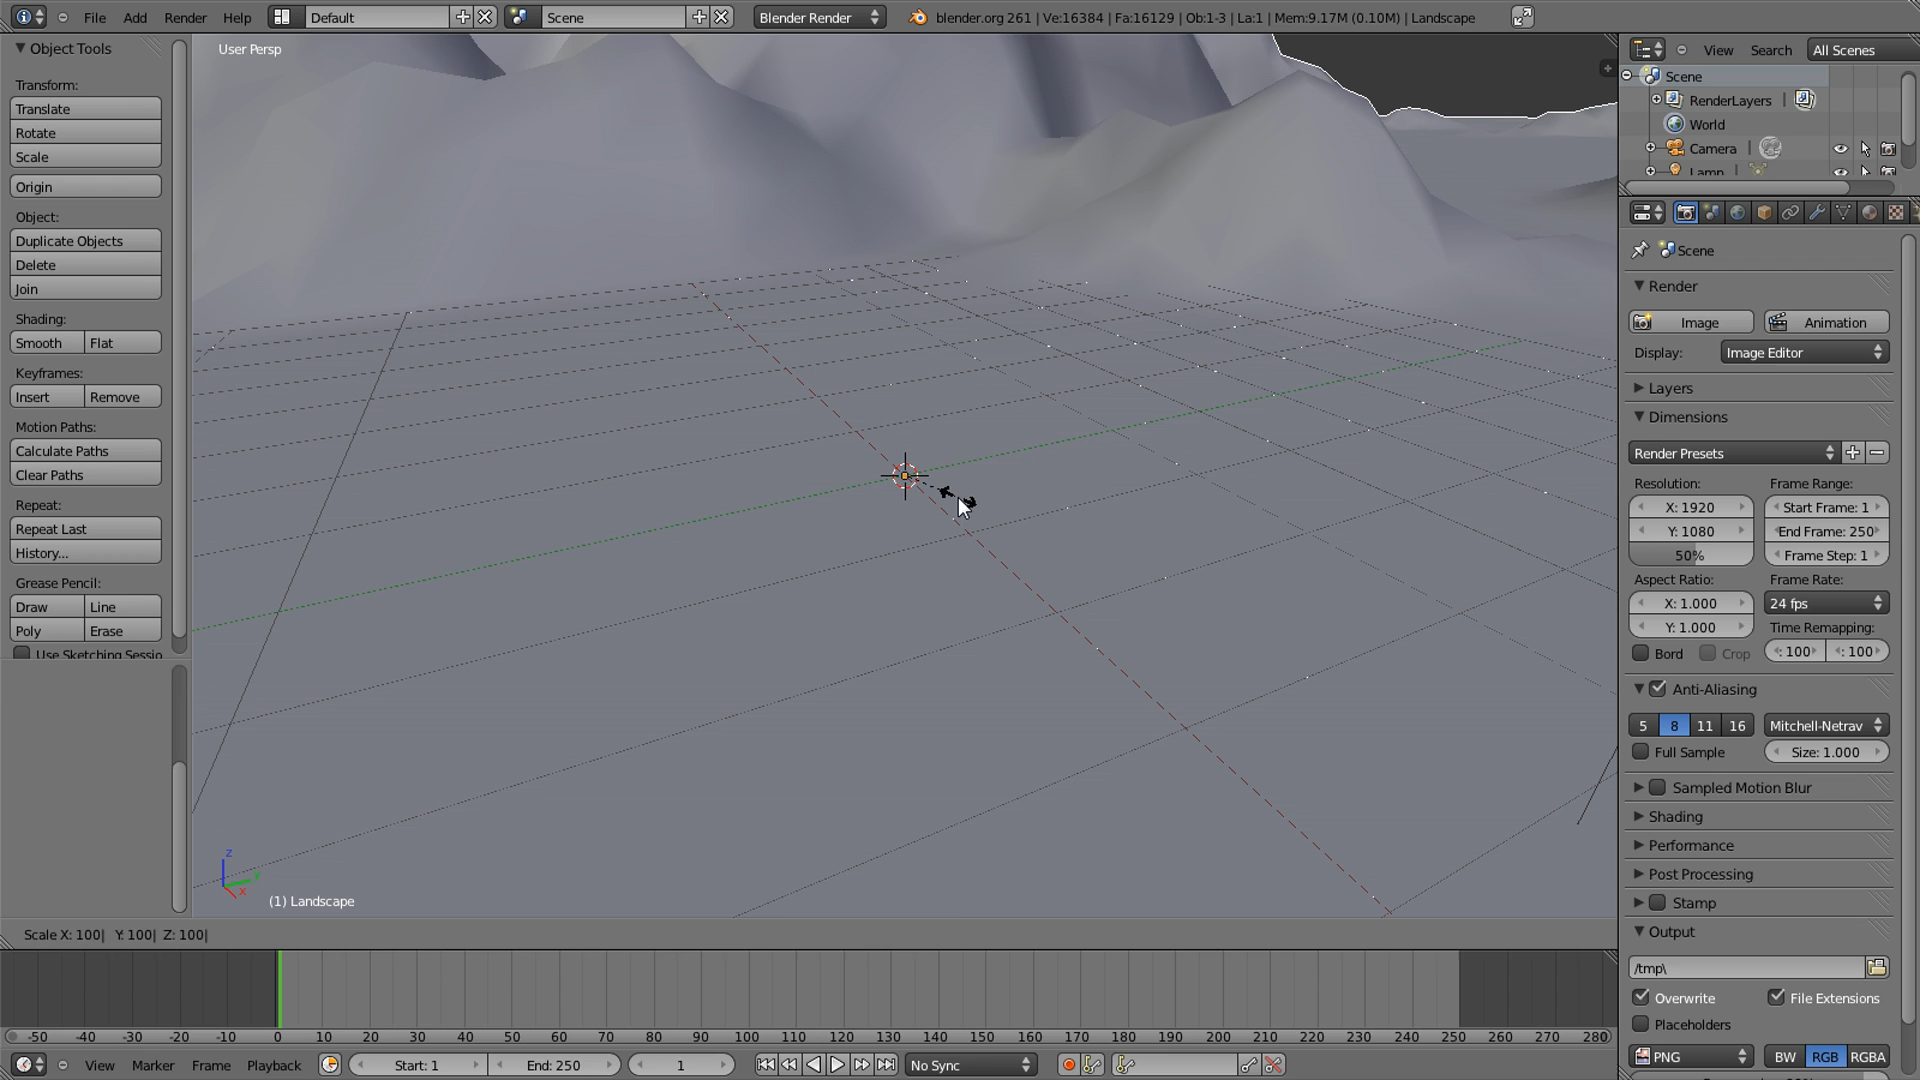 File Add Render Help Default Scene Blender Render blender.org 261 | Ve:16384 | Fa:16129 | Ob:1-3 | La:1 | Mem:9.17M (0.10M) | Landscape
Object Tools
Transform:
Translate
Rotate
Scale
Origin
Object:
Duplicate Objects
Delete
Join
Shading:
Smooth Flat
Keyframes:
Insert Remove
Motion Paths:
Calculate Paths
Clear Paths
Repeat:
Repeat Last
History...
Grease Pencil:
Draw Line
Poly Erase
Use Sketching Sessio
User Persp
z
y
x
(1) Landscape
Scale X: 100| Y: 100| Z: 100|
View Search All Scenes
Scene
RenderLayers |
World
Camera |
Lamp |
Scene
Render
Image Animation
Display: Image Editor
Layers
Dimensions
Render Presets
Resolution: Frame Range:
X: 1920 Start Frame: 1
Y: 1080 End Frame: 250
50% Frame Step: 1
Aspect Ratio: Frame Rate:
X: 1.000 24 fps
Y: 1.000 Time Remapping:
Bord Crop : 100 : 100
Anti-Aliasing
5 8 11 16 Mitchell-Netrav
Full Sample Size: 1.000
Sampled Motion Blur
Shading
Performance
Post Processing
Stamp
Output
/tmp\
Overwrite File Extensions
Placeholders
PNG BW RGB RGBA
-50 -40 -30 -20 -10 0 10 20 30 40 50 60 70 80 90 100 110 120 130 140 150 160 170 180 190 200 210 220 230 240 250 260 270 280
View Marker Frame Playback Start: 1 End: 250 1 No Sync